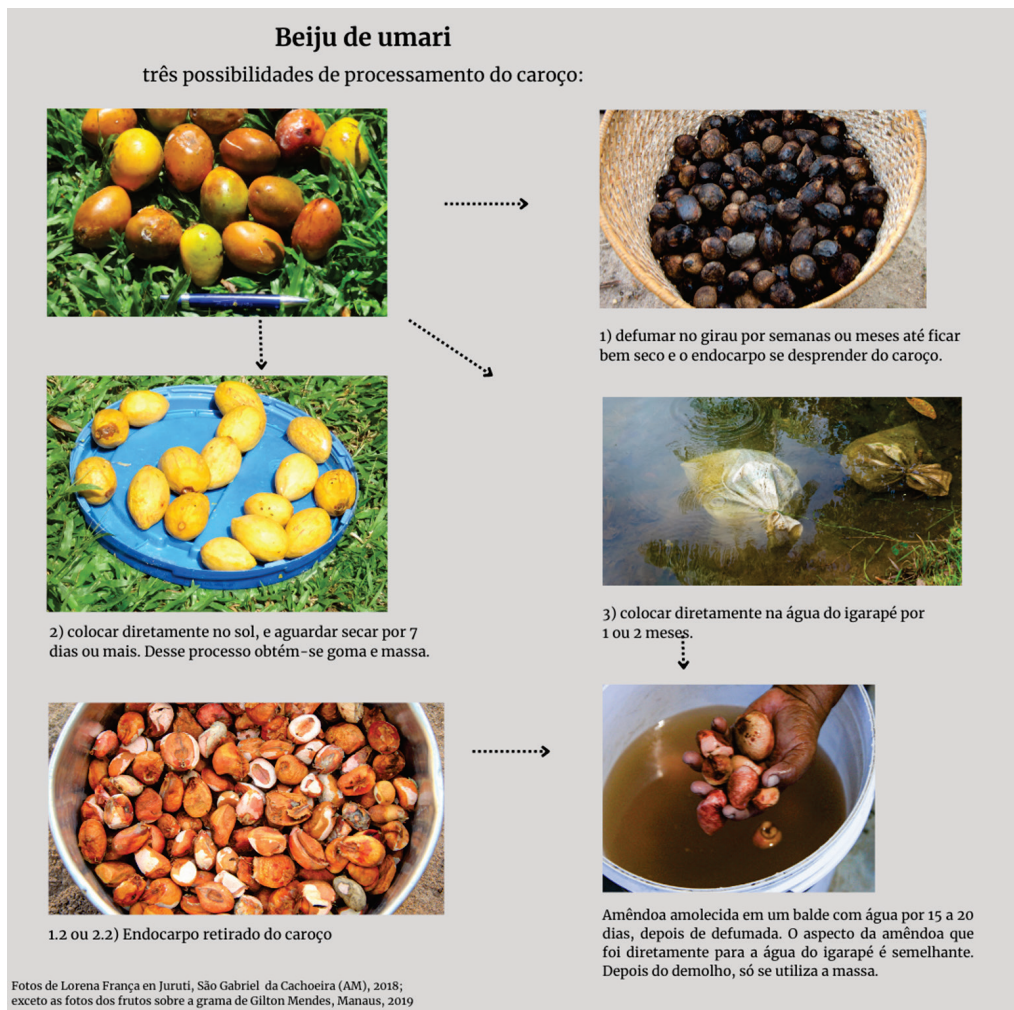 Beiju de umari
três possibilidades de processamento do caroço:
1) defumar no girau por semanas ou meses até ficar
bem seco e o endocarpo se desprender do caroço.
2) colocar diretamente no sol, e aguardar secar por 7
dias ou mais. Desse processo obtém-se goma e massa.
3) colocar diretamente na água do igarapé por
1 ou 2 meses.
1.2 ou 2.2) Endocarpo retirado do caroço
Amêndoa amolecida em um balde com água por 15 a 20
dias, depois de defumada. O aspecto da amêndoa que
foi diretamente para a água do igarapé é semelhante.
Depois do demolho, só se utiliza a massa.
Fotos de Lorena França en Juruti, São Gabriel da Cachoeira (AM), 2018;
exceto as fotos dos frutos sobre a grama de Gilton Mendes, Manaus, 2019